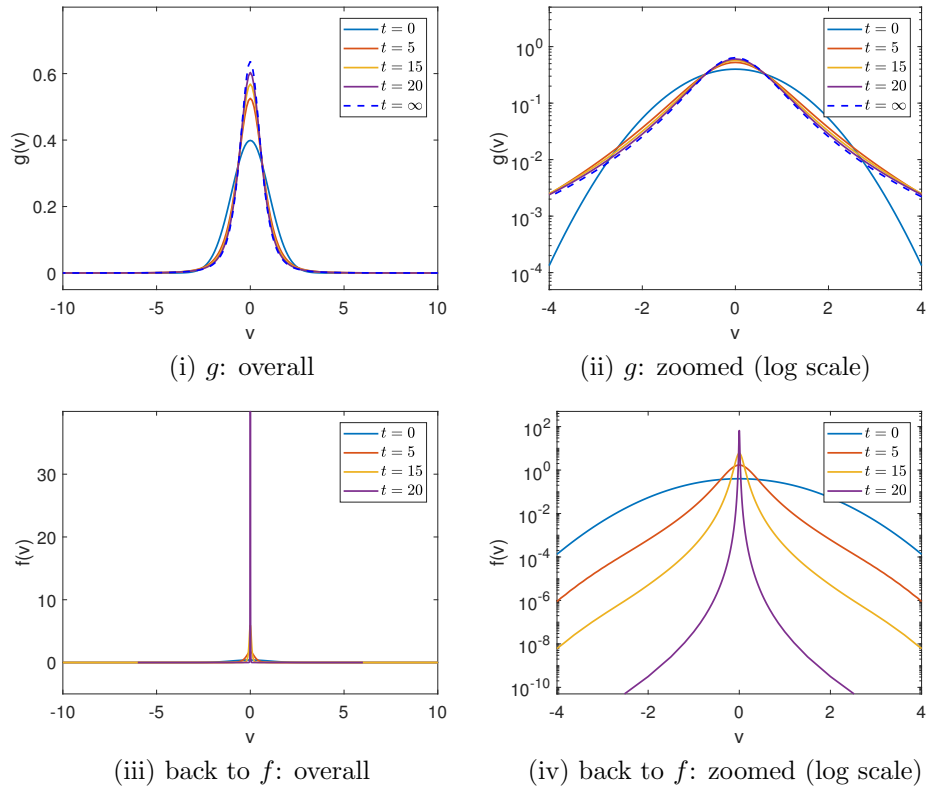 t = 0
t = 5
t = 15
t = 20
t = ∞
0.6
0.4
0.2
0
g(v)
-10 -5 0 5 10
v
(i) g: overall
t = 0
t = 5
t = 15
t = 20
t = ∞
10^0
10^-1
10^-2
10^-3
10^-4
g(v)
-4 -2 0 2 4
v
(ii) g: zoomed (log scale)
t = 0
t = 5
t = 15
t = 20
30
20
10
0
f(v)
-10 -5 0 5 10
v
(iii) back to f: overall
t = 0
t = 5
t = 15
t = 20
10^2
10^0
10^-2
10^-4
10^-6
10^-8
10^-10
f(v)
-4 -2 0 2 4
v
(iv) back to f: zoomed (log scale)